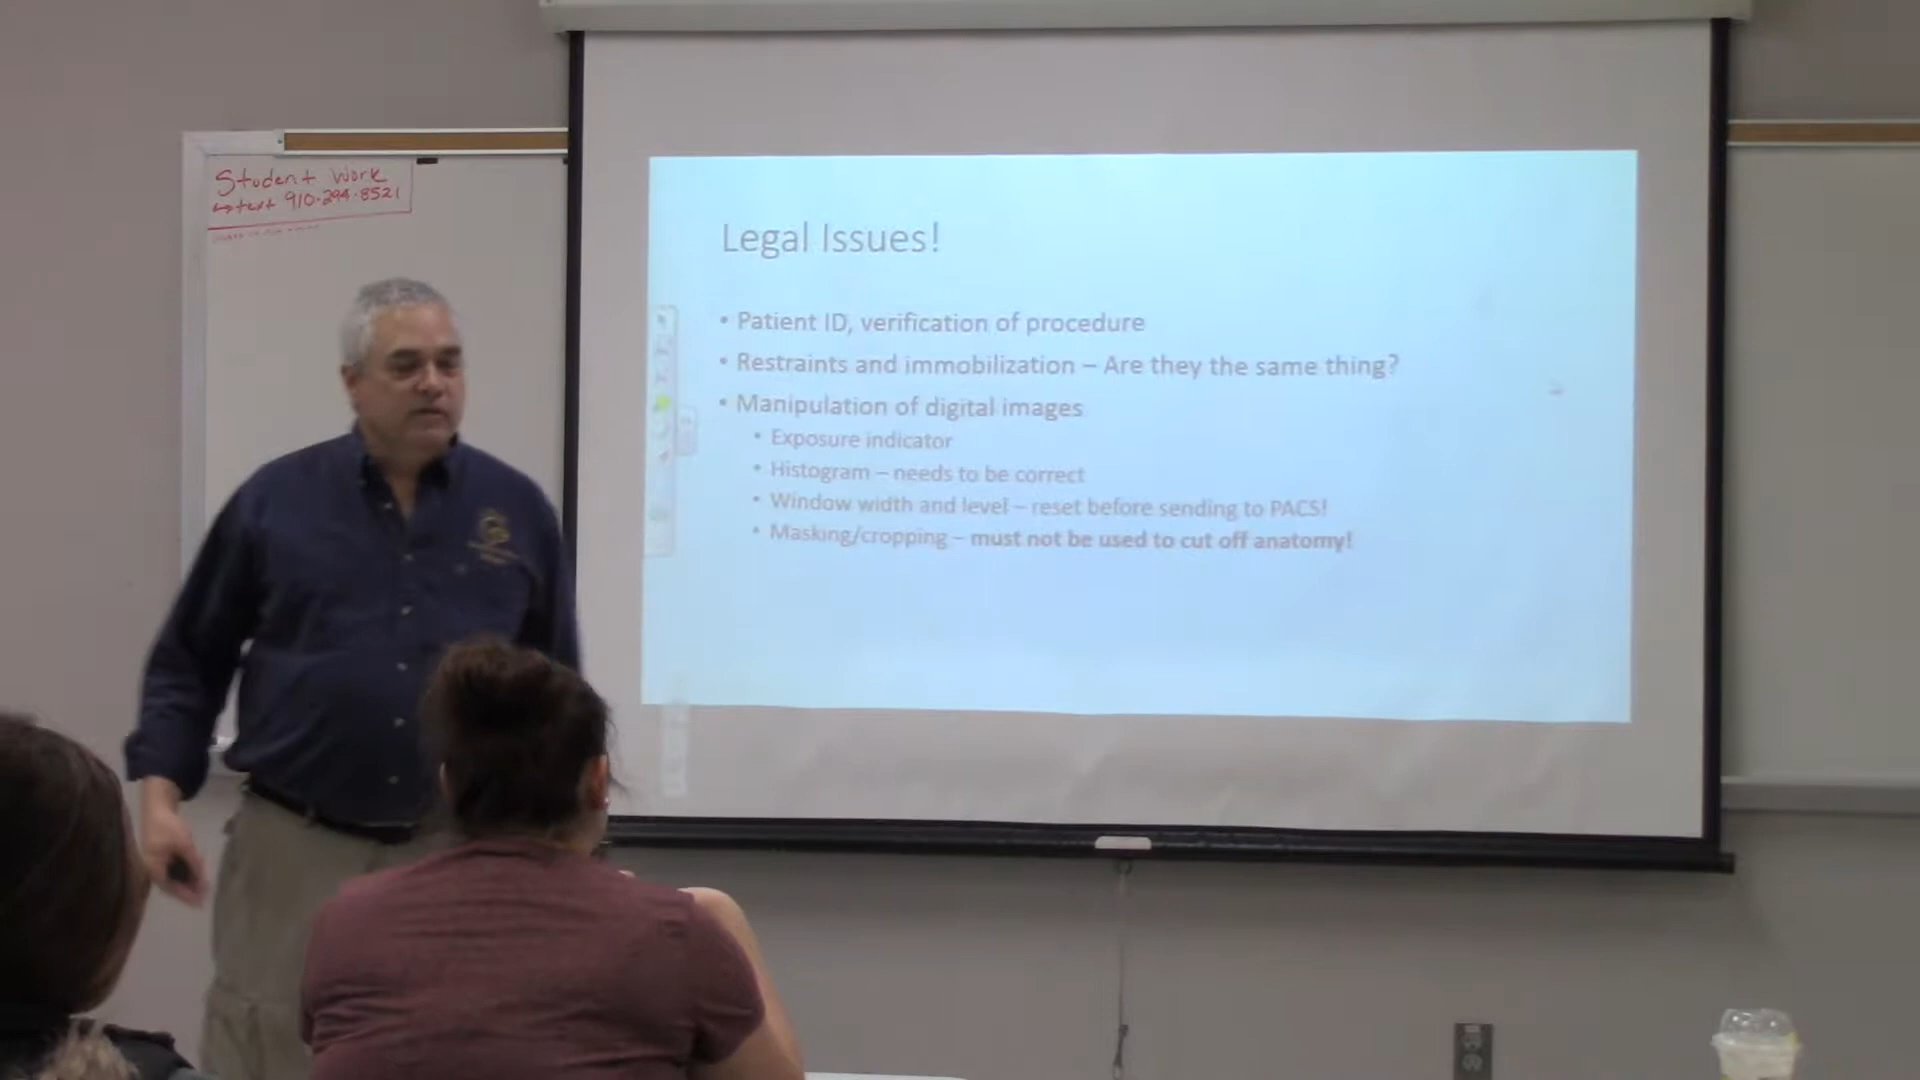 Student Work
↳text 910-294-8521
Legal Issues!
• Patient ID, verification of procedure
• Restraints and immobilization – Are they the same thing?
• Manipulation of digital images
• Exposure indicator
• Histogram – needs to be correct
• Window width and level – reset before sending to PACS!
• Masking/cropping – must not be used to cut off anatomy!